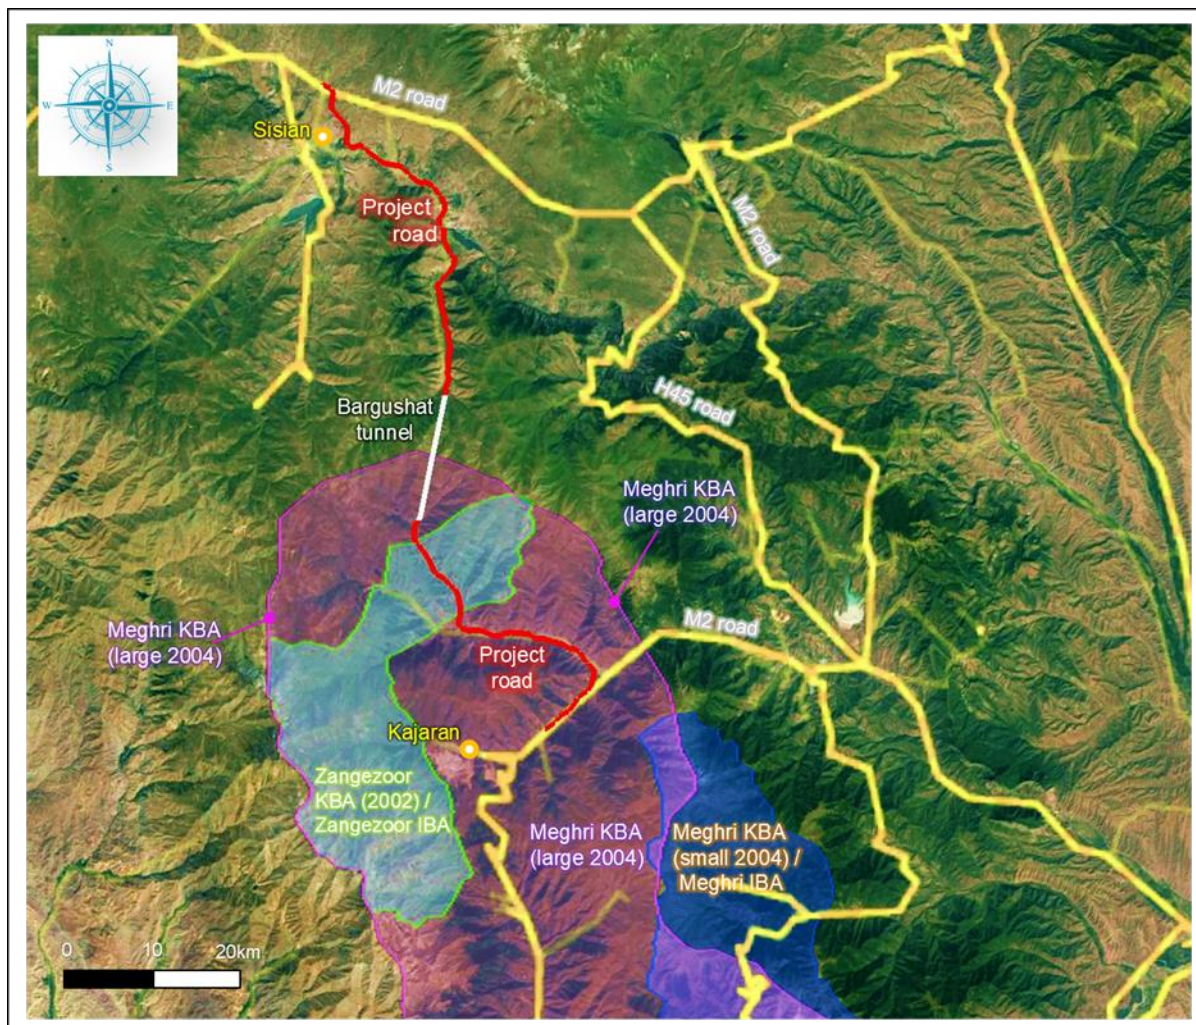 N
W
E
S
M2 road
Sisian
Project
road
M2 road
Bargushat
tunnel
H45 road
Meghri KBA
(large 2004)
Meghri KBA
(large 2004)
M2 road
Project
road
Kajaran
Zangezoor
KBA (2002) /
Zangezoor IBA
Meghri KBA
(large 2004)
Meghri KBA
(small 2004) /
Meghri IBA
0 10 20km